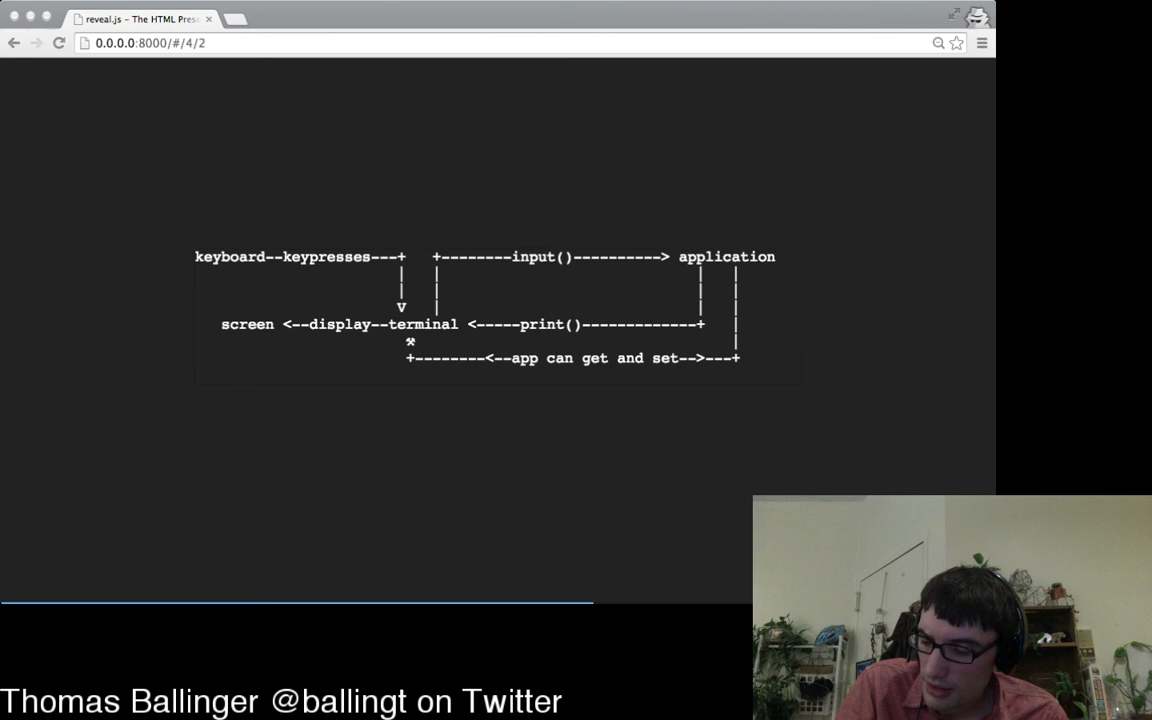 reveal.js – The HTML Pres
0.0.0.0:8000/#/4/2
keyboard--keypresses---+   +--------input()----------> application
|   |                              |   |
|   |                              |   |
V   |                              |   |
screen <--display--terminal <-----print()-------------+   |
⚒                                     |
+--------<--app can get and set-->---+
Thomas Ballinger @ballingt on Twitter